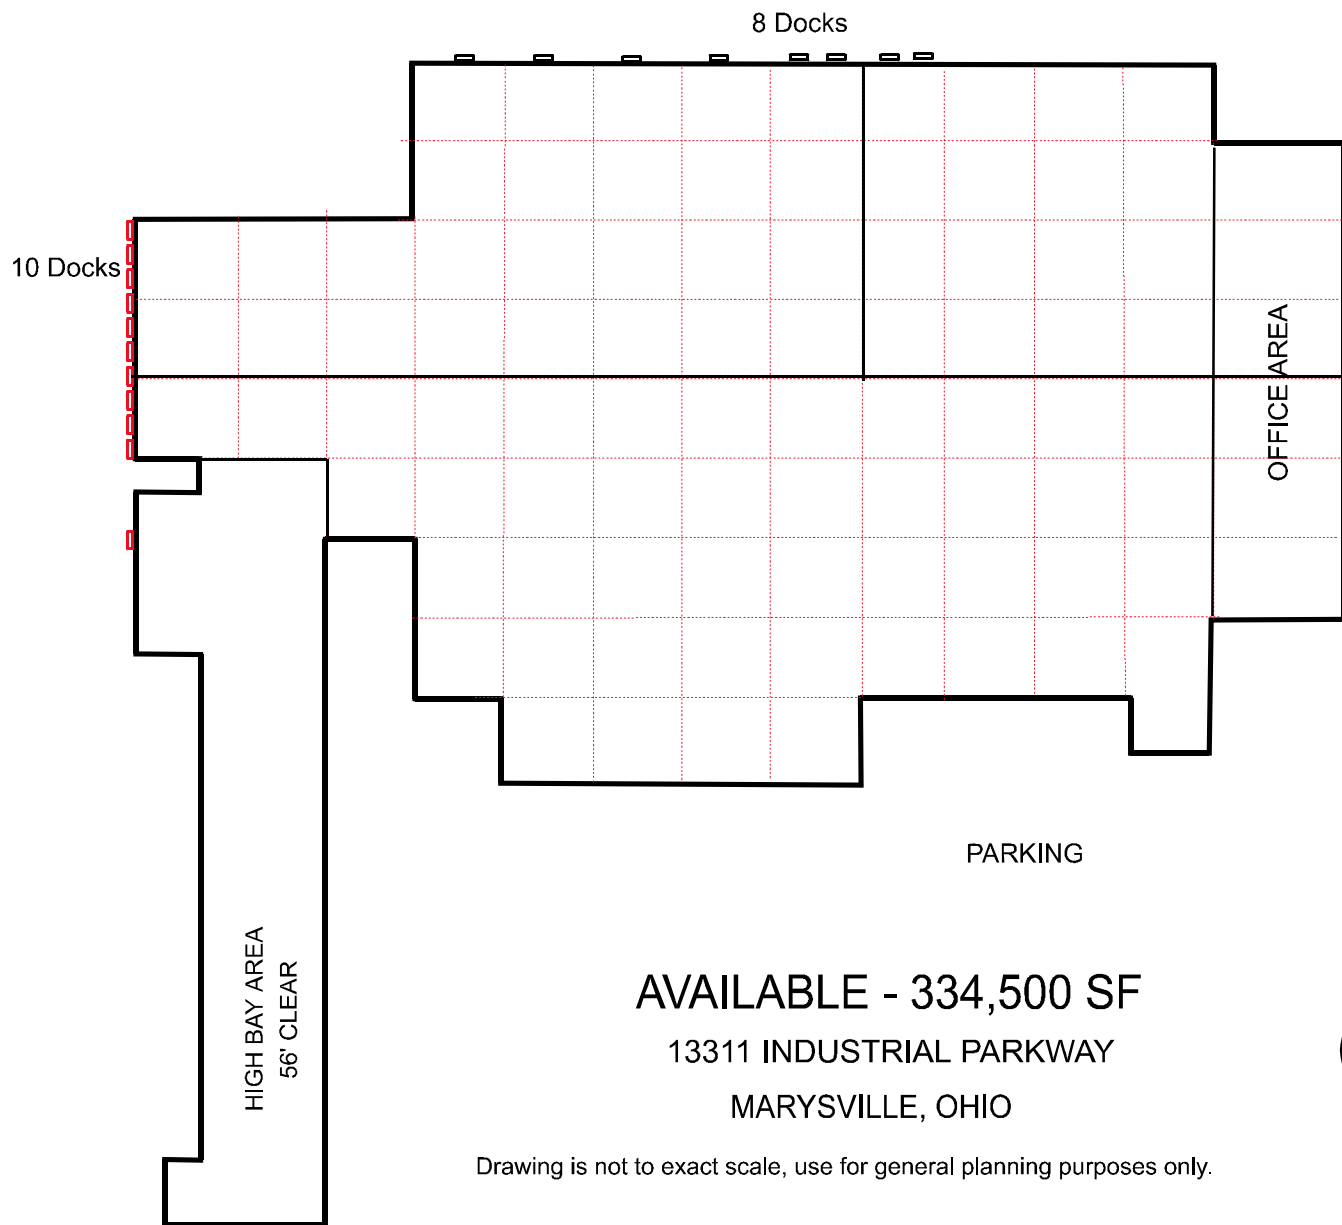 8 Docks
10 Docks
OFFICE AREA
PARKING
HIGH BAY AREA
56' CLEAR
AVAILABLE - 334,500 SF
13311 INDUSTRIAL PARKWAY
MARYSVILLE, OHIO
Drawing is not to exact scale, use for general planning purposes only.